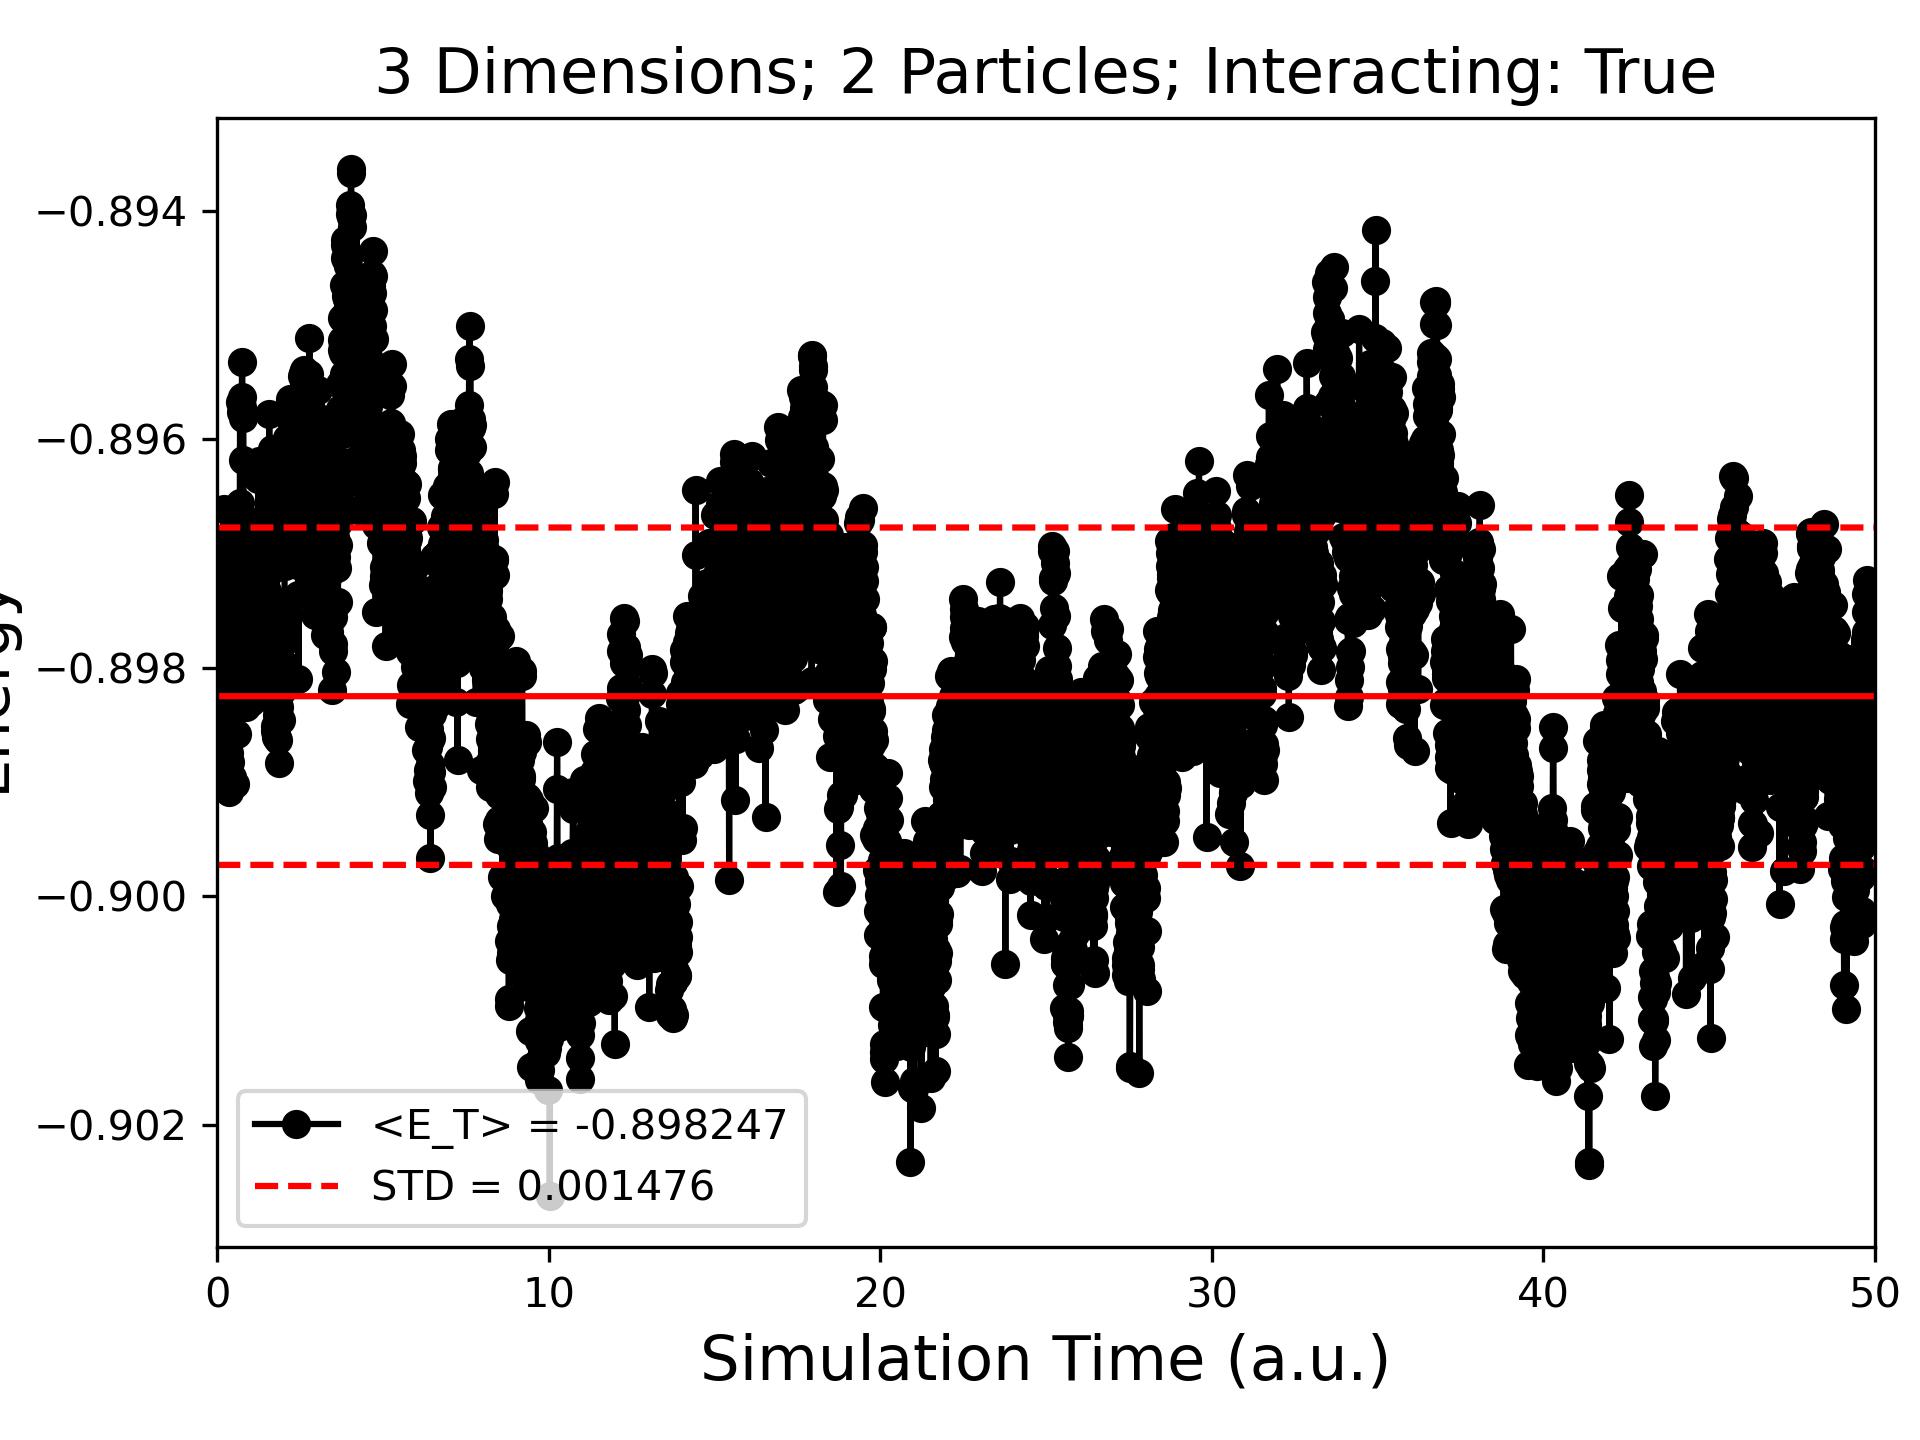 3 Dimensions; 2 Particles; Interacting: True
Energy
−0.894
−0.896
−0.898
−0.900
−0.902
<E_T> = -0.898247
STD = 0.001476
0 10 20 30 40 50
Simulation Time (a.u.)